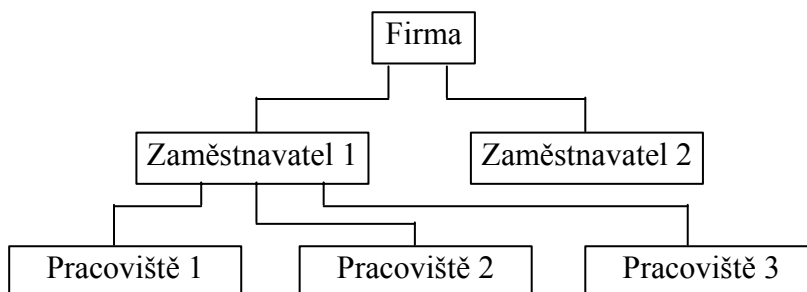 Firma
Zaměstnavatel 1
Zaměstnavatel 2
Pracoviště 1
Pracoviště 2
Pracoviště 3